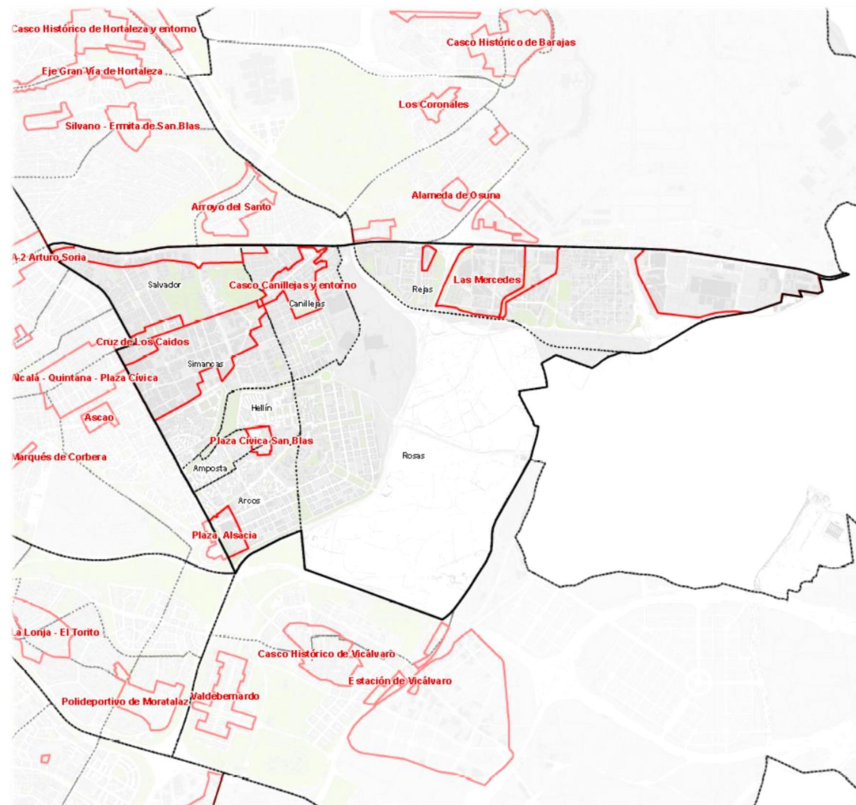 Casco Histórico de Hortaleza y entorno
Casco Histórico de Barajas
Eje Gran Vía de Hortaleza
Los Coronales
Silvano - Ermita de San Blas
Alameda de Osuna
Arroyo del Santo
A-2 Arturo Soria
Salvador
Casco Canillejas y entorno
Las Mercedes
Rejas
Canillejas
Cruz de Los Caidos
Simancas
Alcalá - Quintana - Plaza Cívica
Hellín
Ascao
Plaza Cívica San Blas
Marqués de Corbera
Rosas
Amposta
Arcos
Plaza Alsacia
La Lonja - El Torito
Casco Histórico de Vicálvaro
Estación de Vicálvaro
Valdebernardo
Polideportivo de Moratalaz